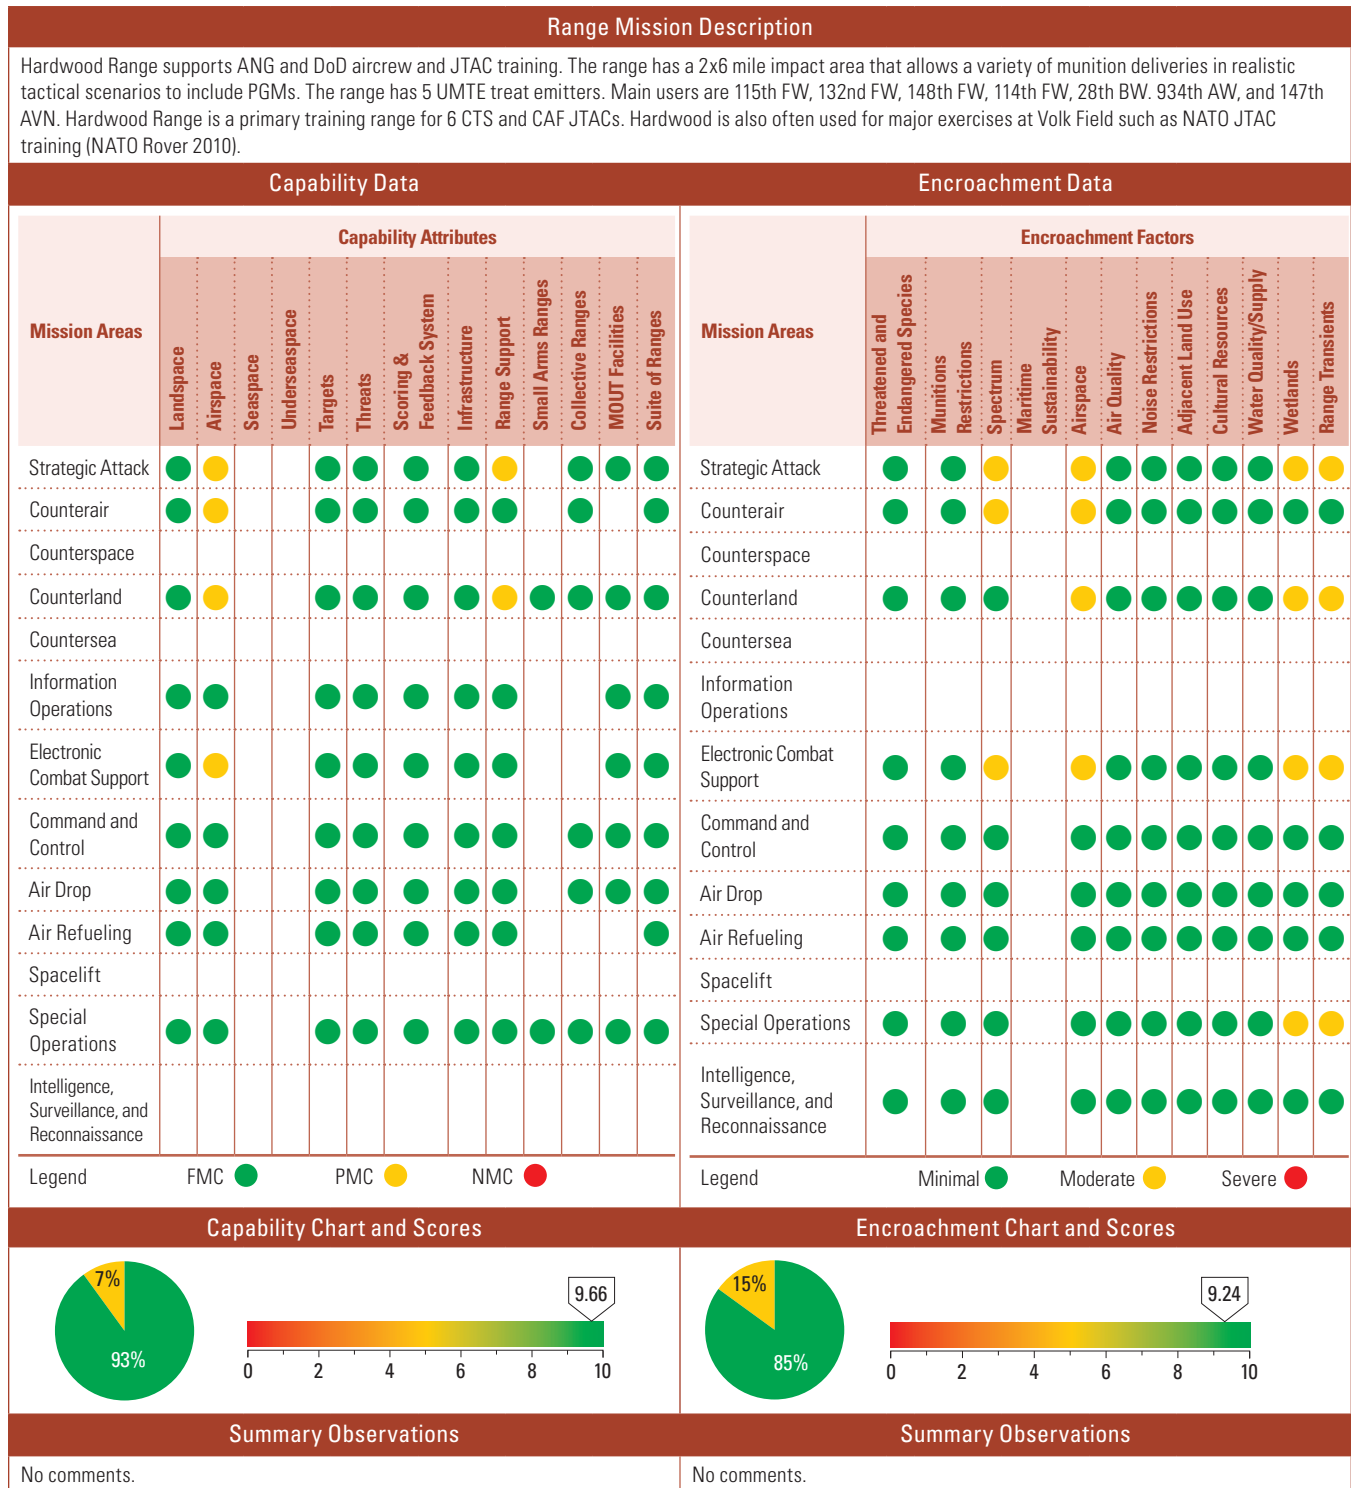 Range Mission Description
Hardwood Range supports ANG and DoD aircrew and JTAC training. The range has a 2x6 mile impact area that allows a variety of munition deliveries in realistic
tactical scenarios to include PGMs. The range has 5 UMTE treat emitters. Main users are 115th FW, 132nd FW, 148th FW, 114th FW, 28th BW. 934th AW, and 147th
AVN. Hardwood Range is a primary training range for 6 CTS and CAF JTACs. Hardwood is also often used for major exercises at Volk Field such as NATO JTAC
training (NATO Rover 2010).
Capability Data
Mission Areas
Capability Attributes
Landspace
Airspace
Seaspace
Underseaspace
Targets
Threats
Scoring &
Feedback System
Infrastructure
Range Support
Small Arms Ranges
Collective Ranges
MOUT Facilities
Suite of Ranges
Strategic Attack
Counterair
Counterspace
Counterland
Countersea
Information
Operations
Electronic
Combat Support
Command and
Control
Air Drop
Air Refueling
Spacelift
Special
Operations
Intelligence,
Surveillance, and
Reconnaissance
Legend FMC PMC NMC
Encroachment Data
Mission Areas
Encroachment Factors
Threatened and
Endangered Species
Munitions
Restrictions
Spectrum
Maritime
Sustainability
Airspace
Air Quality
Noise Restrictions
Adjacent Land Use
Cultural Resources
Water Quality/Supply
Wetlands
Range Transients
Strategic Attack
Counterair
Counterspace
Counterland
Countersea
Information
Operations
Electronic Combat
Support
Command and
Control
Air Drop
Air Refueling
Spacelift
Special Operations
Intelligence,
Surveillance, and
Reconnaissance
Legend Minimal Moderate Severe
Capability Chart and Scores
7%
93%
9.66
0 2 4 6 8 10
Encroachment Chart and Scores
15%
85%
9.24
0 2 4 6 8 10
Summary Observations
No comments.
Summary Observations
No comments.